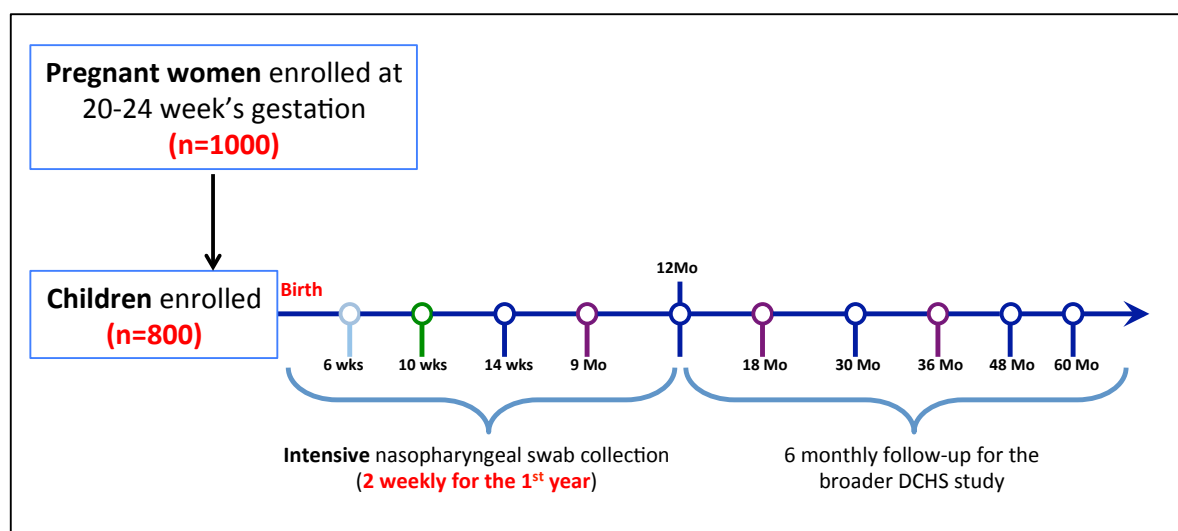 Pregnant women enrolled at
20-24 week's gestation
(n=1000)
Children enrolled
(n=800)
Birth
12Mo
6 wks
10 wks
14 wks
9 Mo
18 Mo
30 Mo
36 Mo
48 Mo
60 Mo
Intensive nasopharyngeal swab collection
(2 weekly for the 1st year)
6 monthly follow-up for the
broader DCHS study